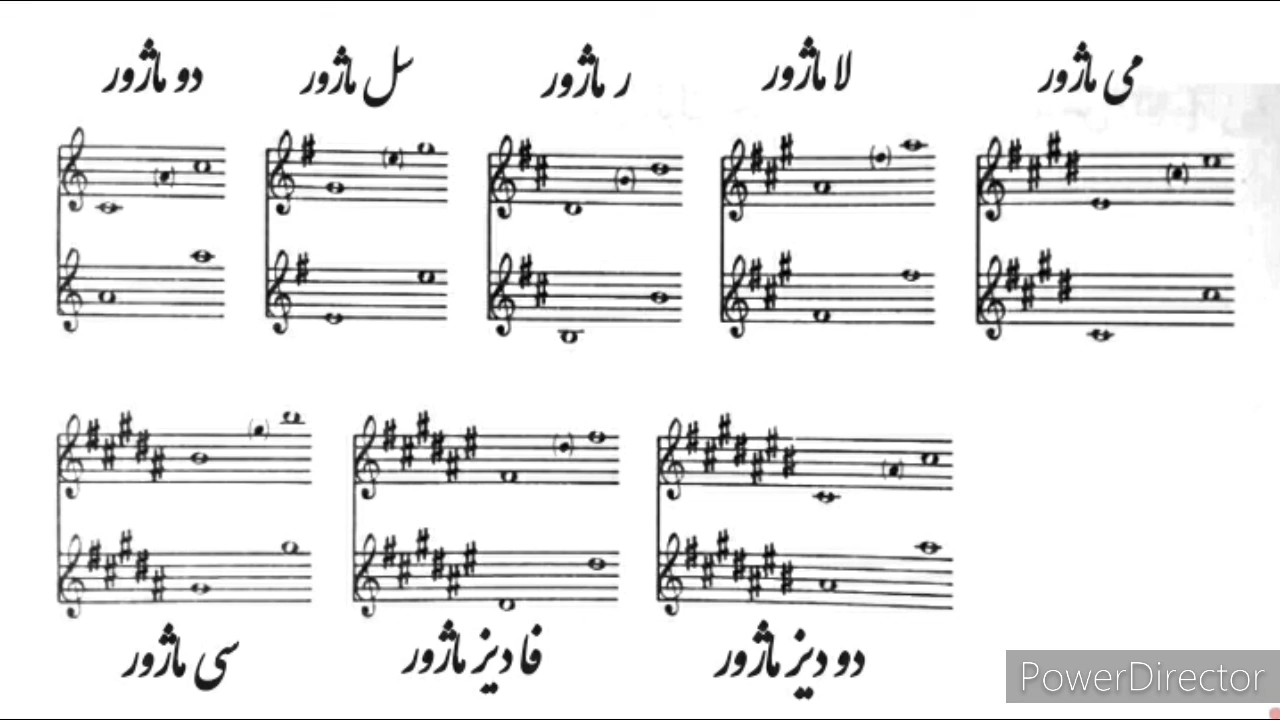 دو ماژور
سل ماژور
ر ماژور
لا ماژور
می ماژور
سی ماژور
فا دیز ماژور
دو دیز ماژور
PowerDirector